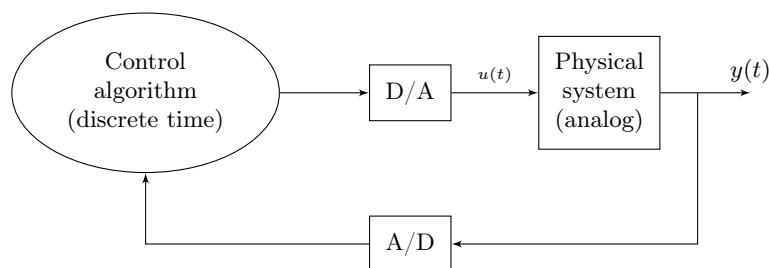 Control
algorithm
(discrete time)
D/A
u(t)
Physical
system
(analog)
y(t)
A/D